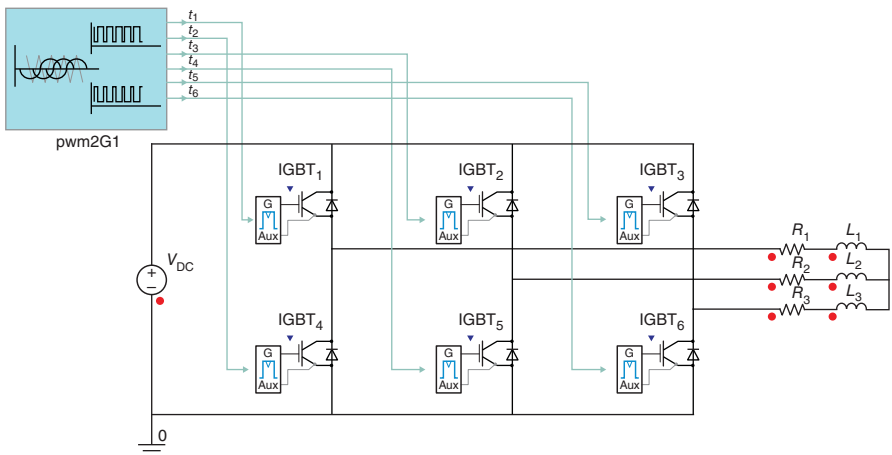 t1
t2
t3
t4
t5
t6
pwm2G1
IGBT1
IGBT2
IGBT3
G
Aux
G
Aux
G
Aux
R1
L1
VDC
+
−
R2
L2
R3
L3
IGBT4
IGBT5
IGBT6
G
Aux
G
Aux
G
Aux
0